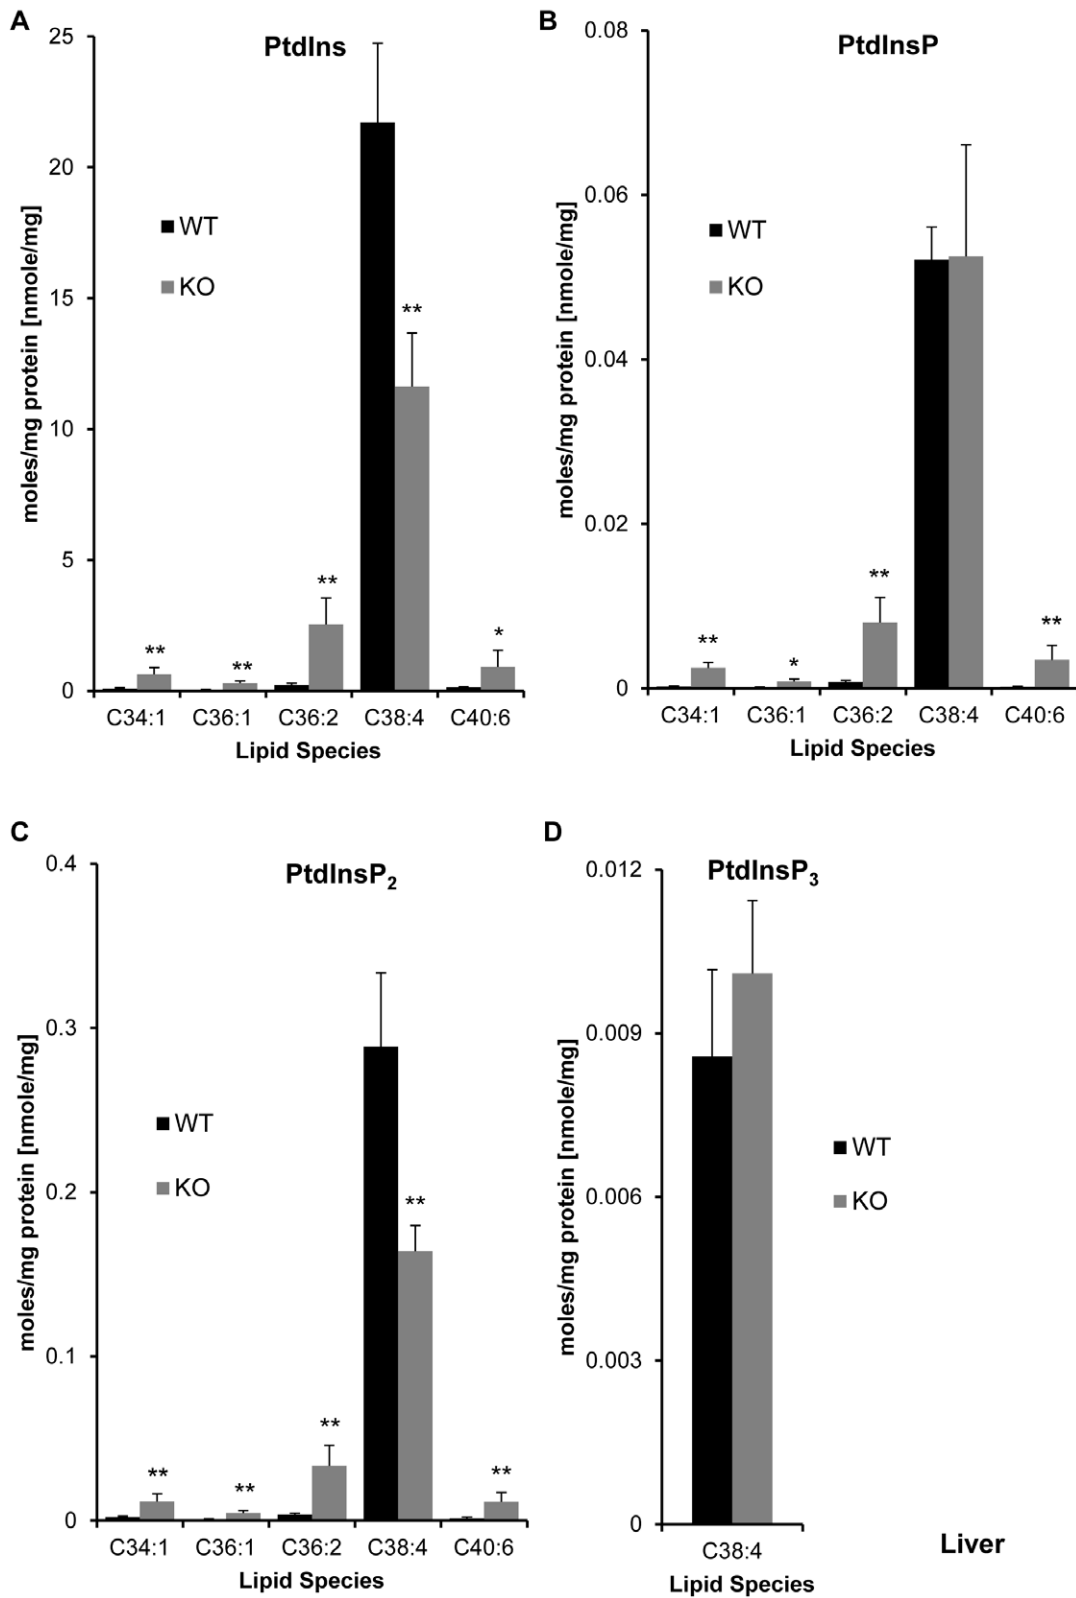 A
PtdIns
moles/mg protein [nmole/mg]
25
20
15
10
5
0
WT
KO
**
**
**
**
*
C34:1 C36:1 C36:2 C38:4 C40:6
Lipid Species
B
PtdInsP
moles/mg protein [nmole/mg]
0.08
0.06
0.04
0.02
0
WT
KO
**
*
**
**
C34:1 C36:1 C36:2 C38:4 C40:6
Lipid Species
C
PtdInsP2
moles/mg protein [nmole/mg]
0.4
0.3
0.2
0.1
0
WT
KO
**
**
**
**
**
C34:1 C36:1 C36:2 C38:4 C40:6
Lipid Species
D
PtdInsP3
moles/mg protein [nmole/mg]
0.012
0.009
0.006
0.003
0
WT
KO
C38:4
Lipid Species
Liver